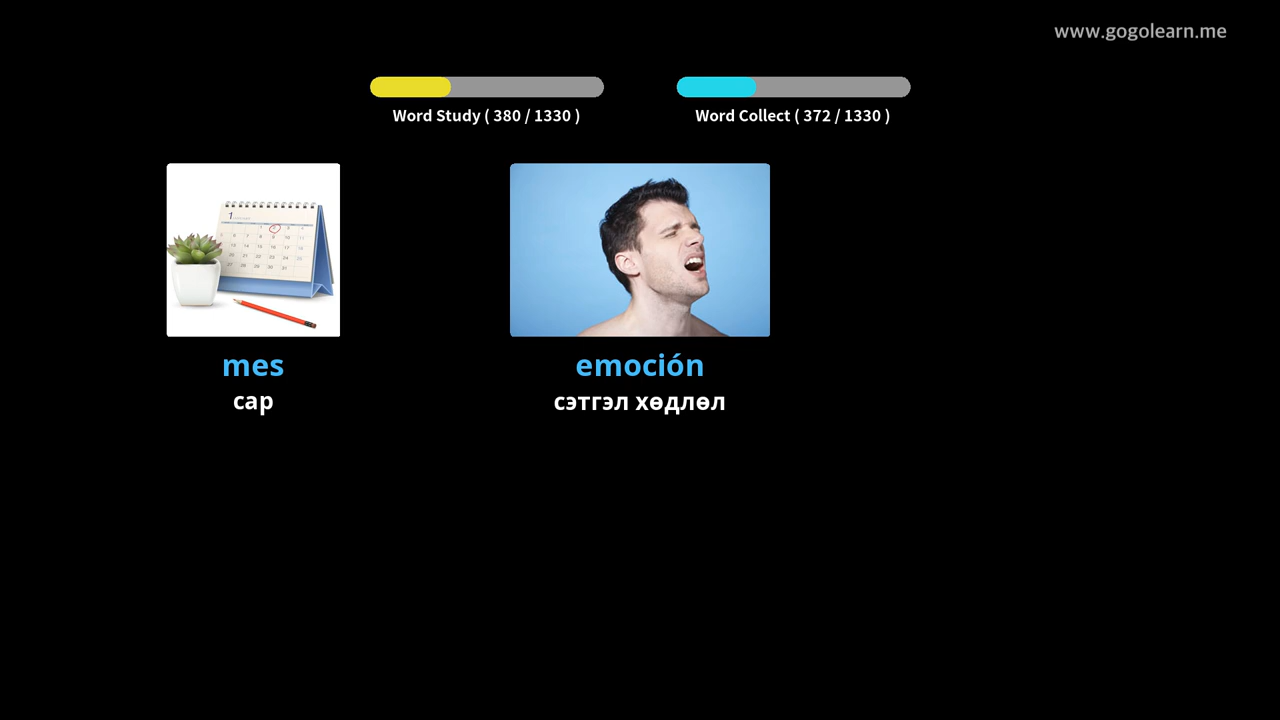 www.gogolearn.me
Word Study ( 380 / 1330 )
Word Collect ( 372 / 1330 )
mes
сар
emoción
сэтгэл хөдлөл